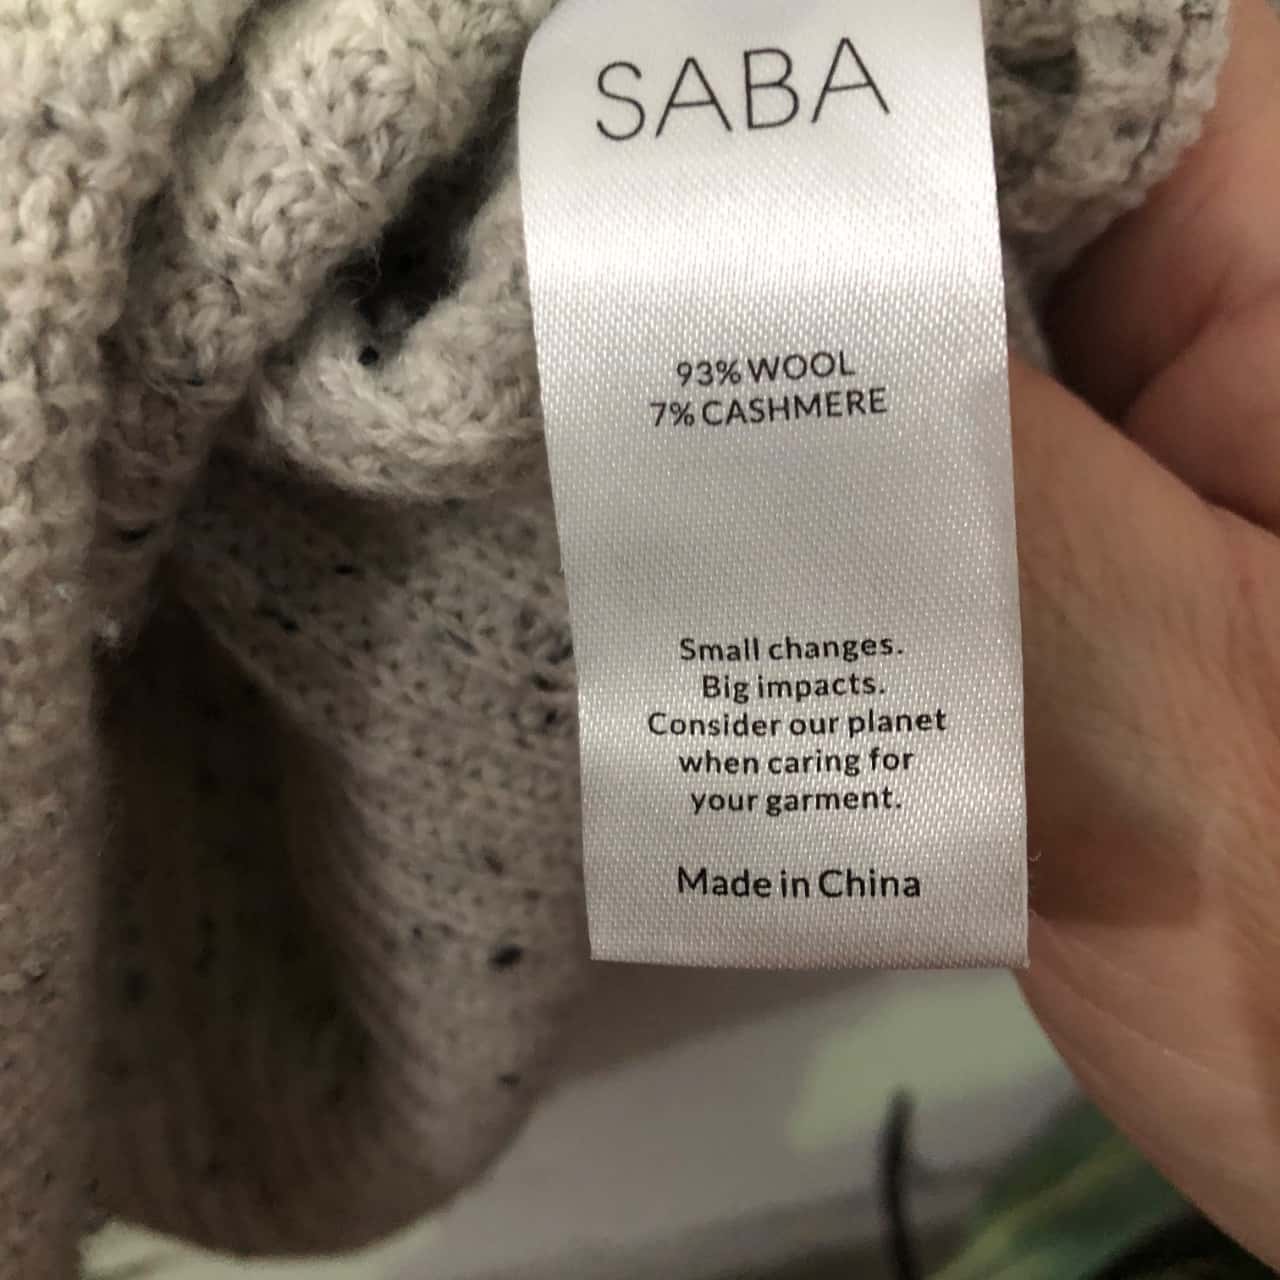 SABA
93% WOOL
7% CASHMERE
Small changes.
Big impacts.
Consider our planet
when caring for
your garment.
Made in China